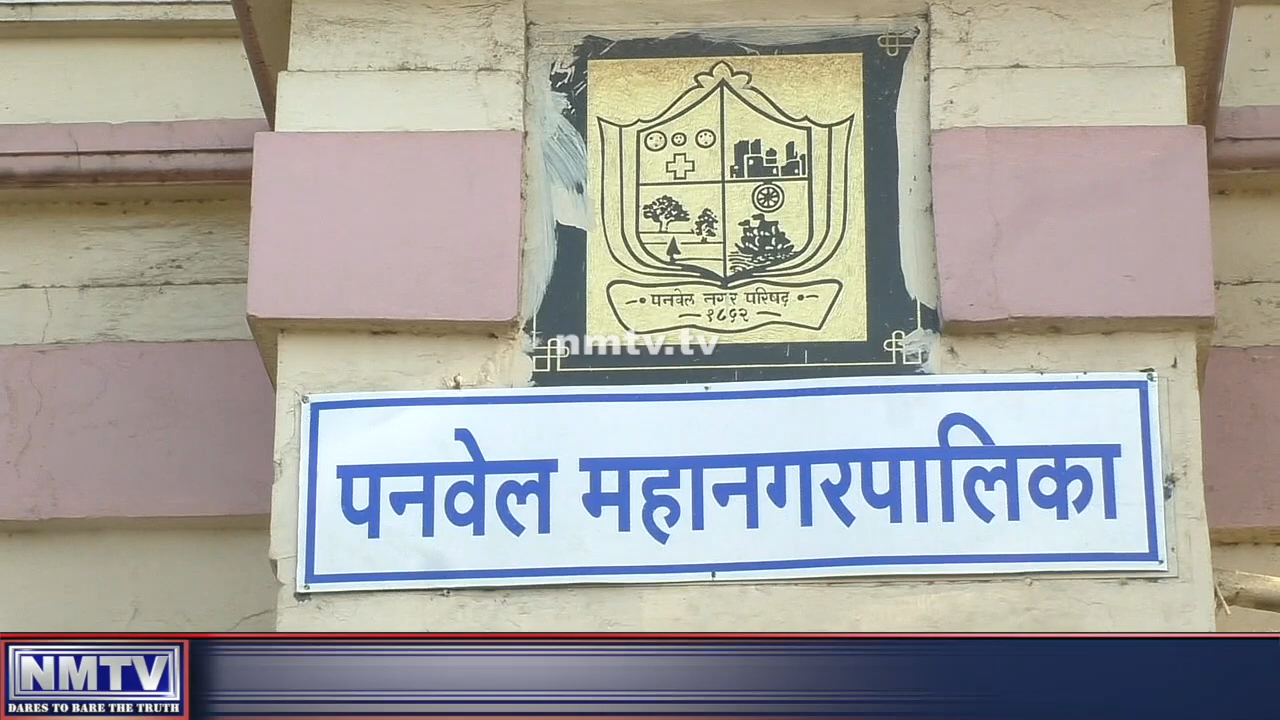 पनवेल नगर परिषद
१८५२
nmtv.tv
पनवेल महानगरपालिका
NMTV
DARES TO BARE THE TRUTH